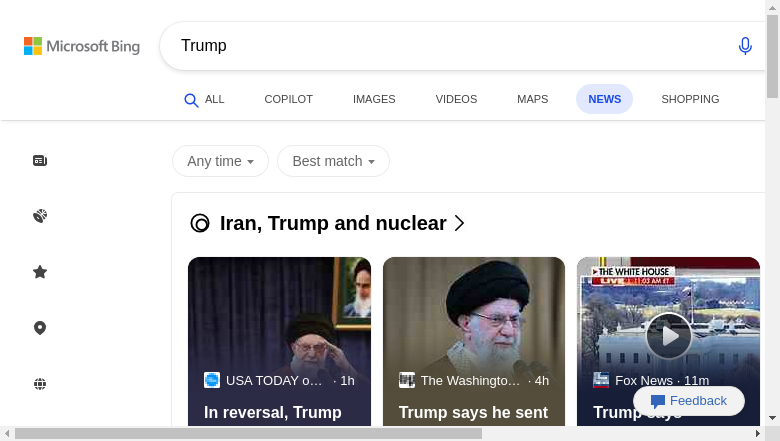 Microsoft Bing
Trump
ALL
COPILOT
IMAGES
VIDEOS
MAPS
NEWS
SHOPPING
Any time
Best match
Iran, Trump and nuclear
THE WHITE HOUSE
LIVE 11:03 AM ET
USA TODAY o... · 1h
The Washingto... · 4h
Fox News · 11m
In reversal, Trump
Trump says he sent
Trump says
Feedback